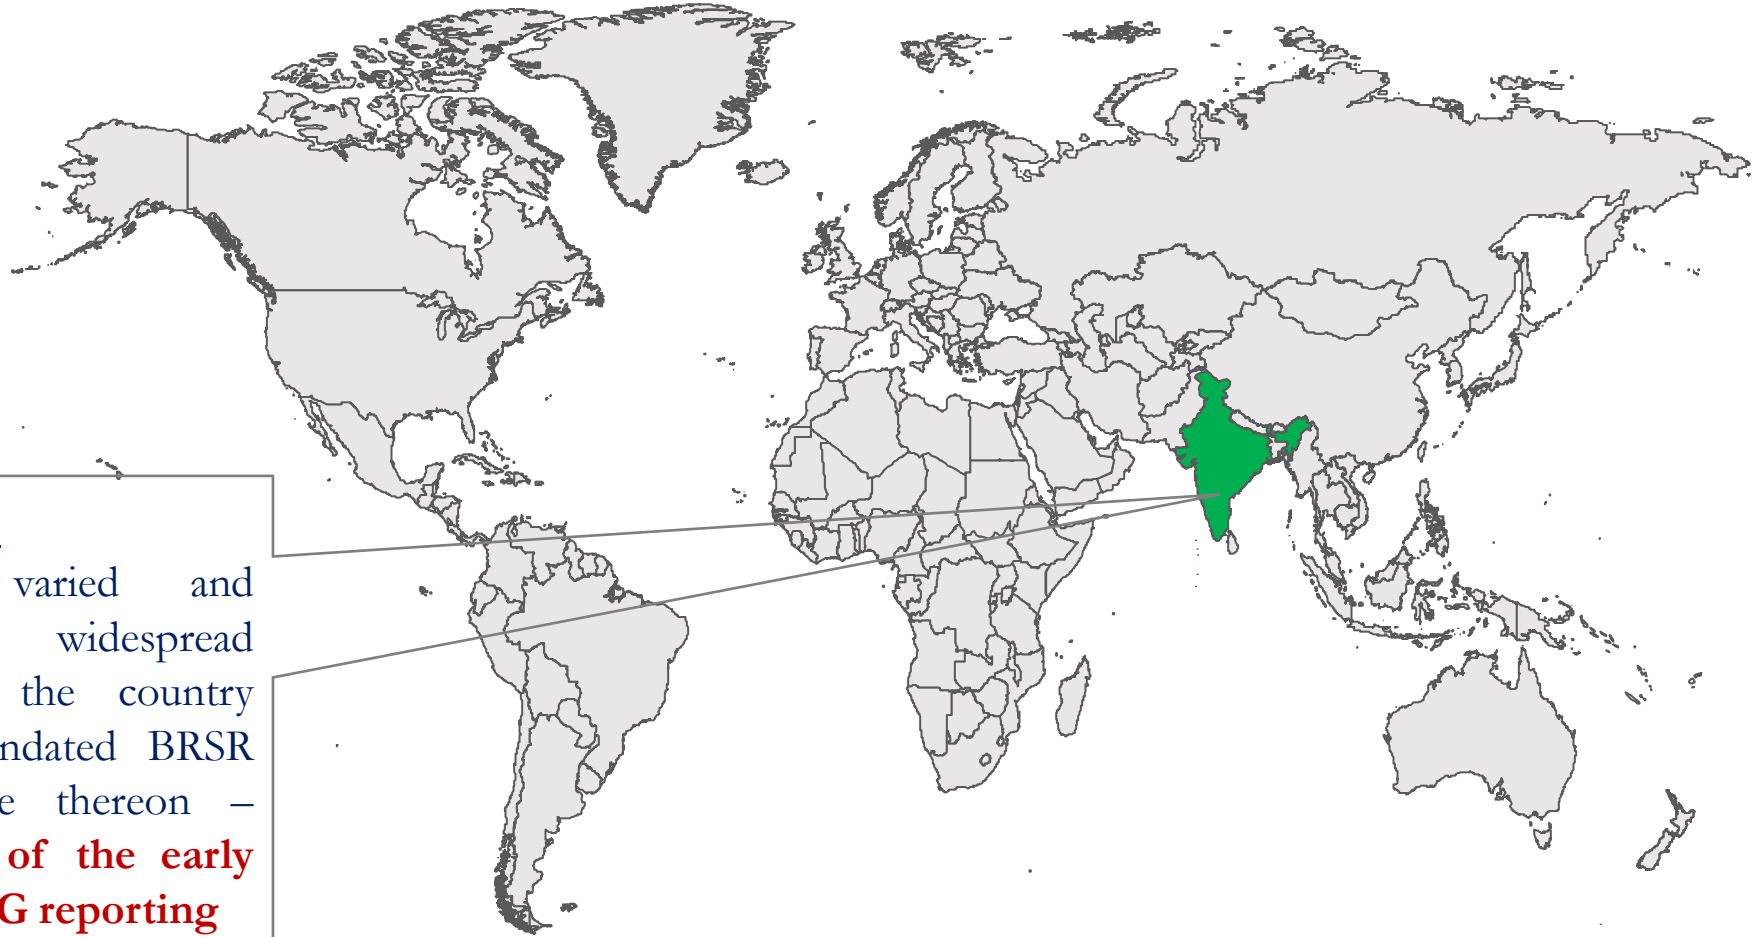 varied and
widespread
the country
ndated BRSR
e thereon –
of the early
G reporting